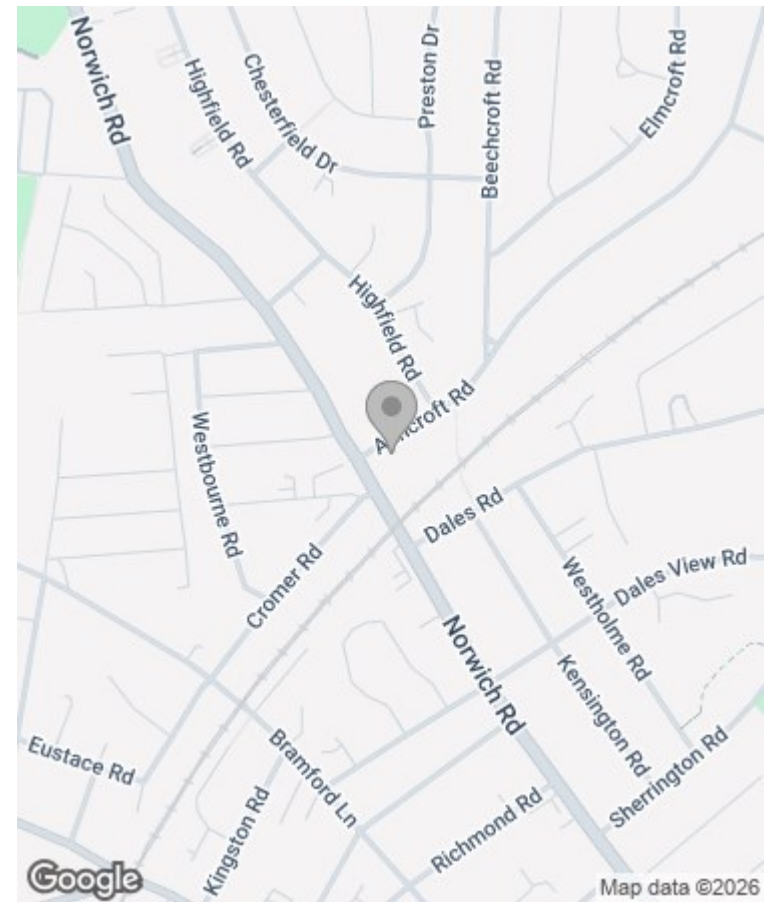 Norwich Rd
Highfield Rd
Chesterfield Dr
Preston Dr
Beechcroft Rd
Elmcroft Rd
Highfield Rd
Westbourne Rd
Dales Rd
Cromer Rd
Westholme Rd
Dales View Rd
Norwich Rd
Kensington Rd
Eustace Rd
Bramford Ln
Sherrington Rd
Kingston Rd
Richmond Rd
Google
Map data ©2026